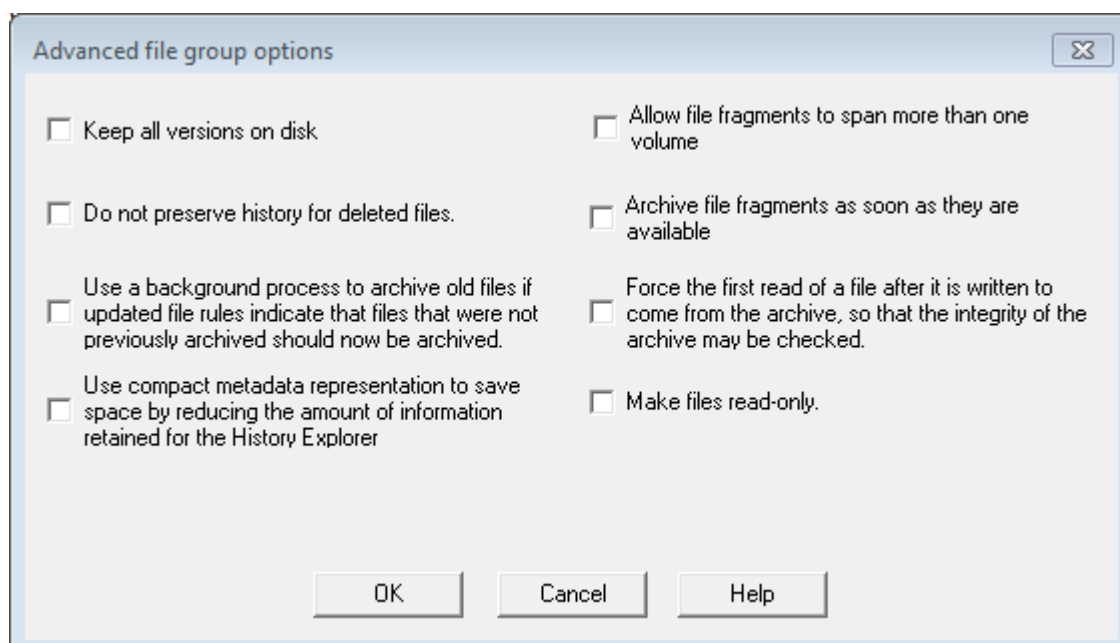 Advanced file group options
Keep all versions on disk
Allow file fragments to span more than one
volume
Do not preserve history for deleted files.
Archive file fragments as soon as they are
available
Use a background process to archive old files if
updated file rules indicate that files that were not
previously archived should now be archived.
Force the first read of a file after it is written to
come from the archive, so that the integrity of the
archive may be checked.
Use compact metadata representation to save
space by reducing the amount of information
retained for the History Explorer
Make files read-only.
OK
Cancel
Help